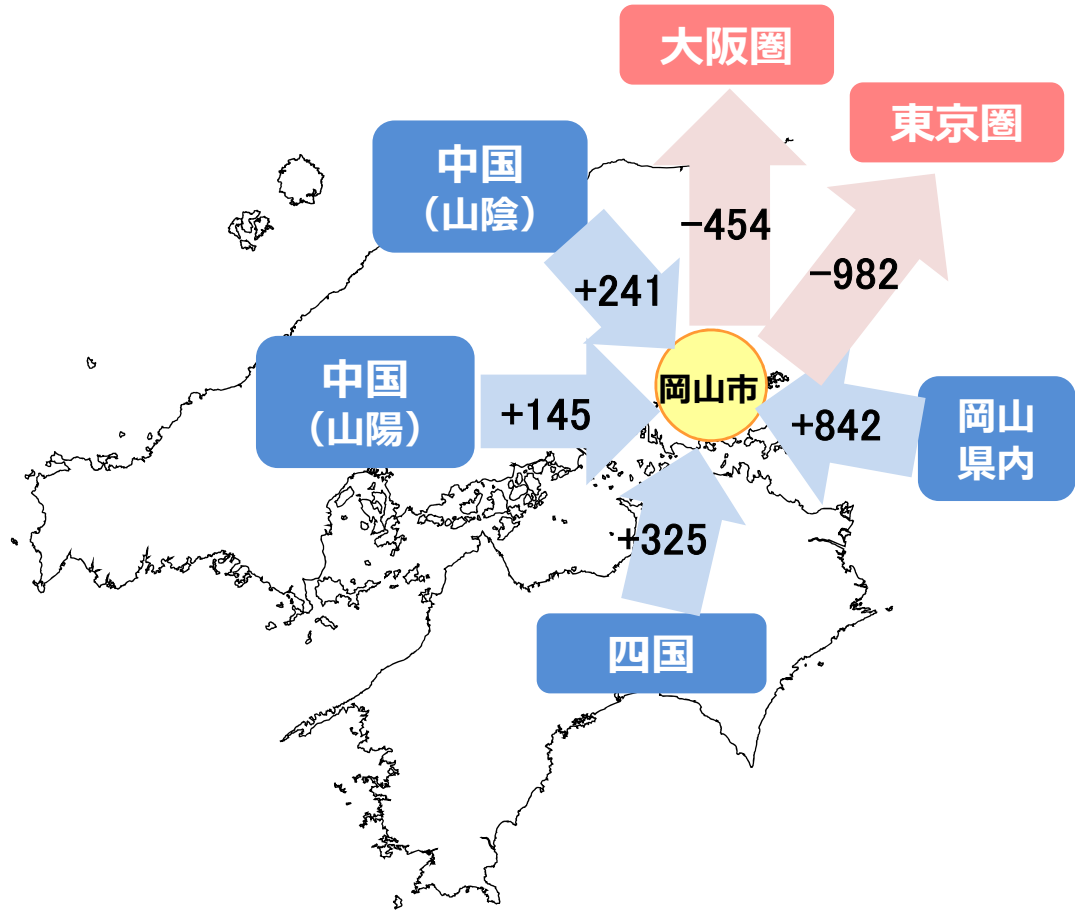 大阪圏
東京圏
中国
（山陰）
-454
-982
+241
中国
（山陽）
岡山市
+145
+842
岡山
県内
+325
四国